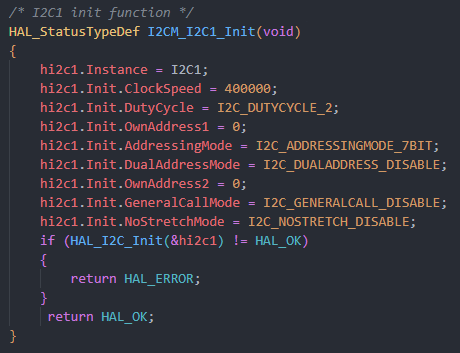 /* I2C1 init function */
HAL_StatusTypeDef I2CM_I2C1_Init(void)
{
    hi2c1.Instance = I2C1;
    hi2c1.Init.ClockSpeed = 400000;
    hi2c1.Init.DutyCycle = I2C_DUTYCYCLE_2;
    hi2c1.Init.OwnAddress1 = 0;
    hi2c1.Init.AddressingMode = I2C_ADDRESSINGMODE_7BIT;
    hi2c1.Init.DualAddressMode = I2C_DUALADDRESS_DISABLE;
    hi2c1.Init.OwnAddress2 = 0;
    hi2c1.Init.GeneralCallMode = I2C_GENERALCALL_DISABLE;
    hi2c1.Init.NoStretchMode = I2C_NOSTRETCH_DISABLE;
    if (HAL_I2C_Init(&hi2c1) != HAL_OK)
    {
        return HAL_ERROR;
    }
     return HAL_OK;
}